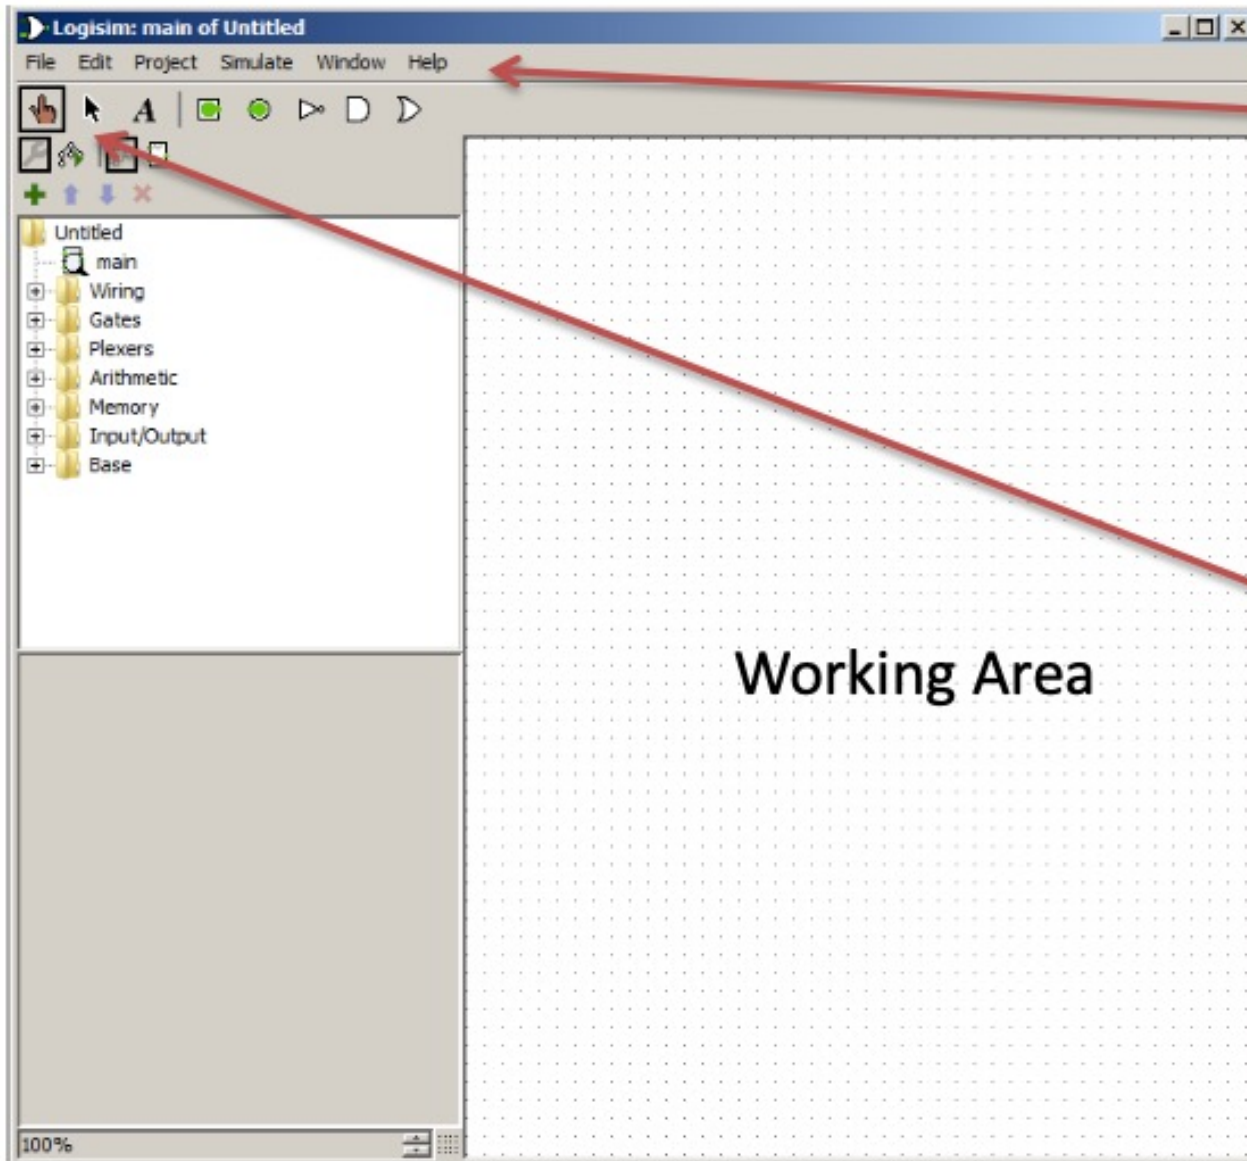 Logisim: main of Untitled
File Edit Project Simulate Window Help
A
Untitled
main
Wiring
Gates
Plexers
Arithmetic
Memory
Input/Output
Base
Working Area
100%